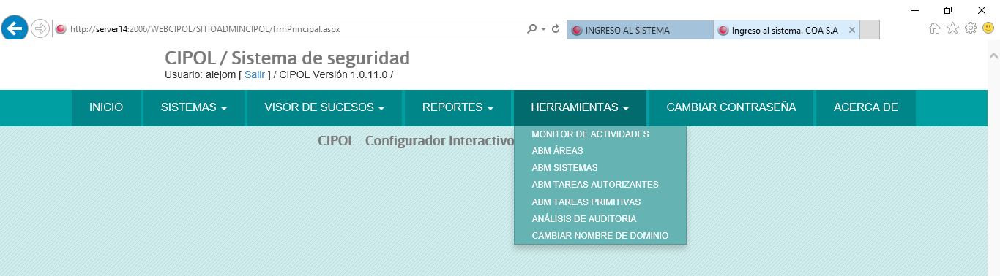 http://server14:2006/WEBCIPOL/SITIOADMINCIPOL/frmPrincipal.aspx
INGRESO AL SISTEMA
Ingreso al sistema. COA S.A
CIPOL / Sistema de seguridad
Usuario: alejom [ Salir ] / CIPOL Versión 1.0.11.0 /
INICIO
SISTEMAS
VISOR DE SUCESOS
REPORTES
HERRAMIENTAS
CAMBIAR CONTRASEÑA
ACERCA DE
CIPOL - Configurador Interactivo
MONITOR DE ACTIVIDADES
ABM ÁREAS
ABM SISTEMAS
ABM TAREAS AUTORIZANTES
ABM TAREAS PRIMITIVAS
ANÁLISIS DE AUDITORIA
CAMBIAR NOMBRE DE DOMINIO